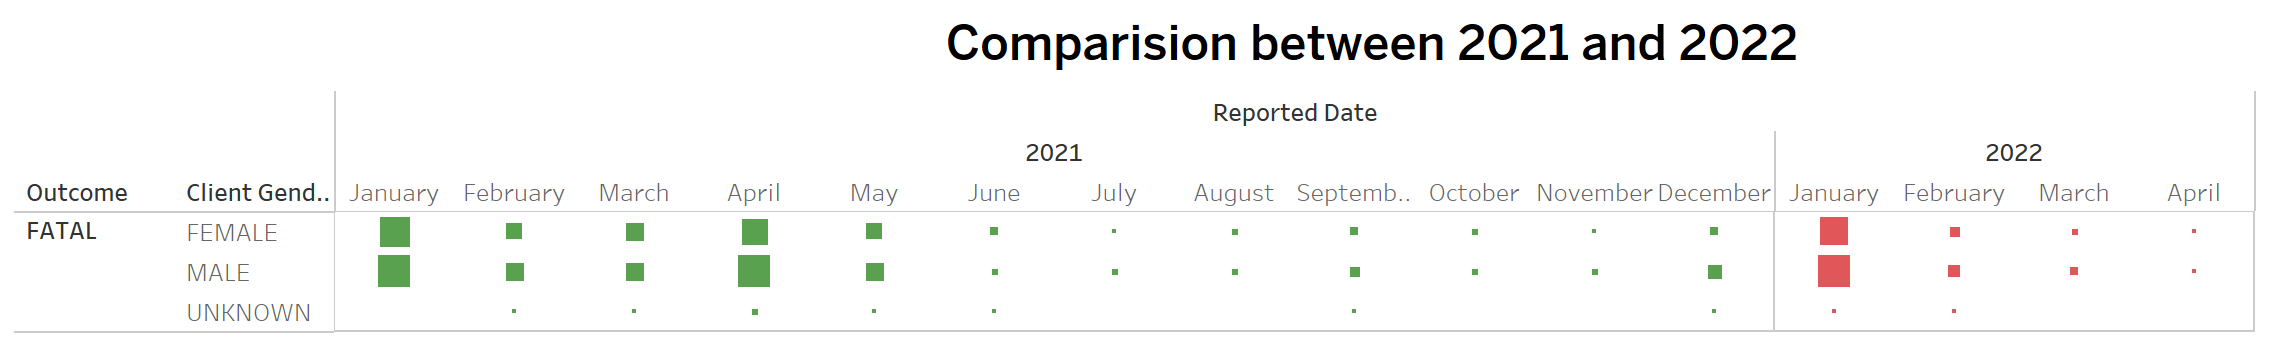 Comparision between 2021 and 2022
Reported Date
2021 2022
Outcome Client Gend.. January February March April May June July August Septemb.. October November December January February March April
FATAL FEMALE
MALE
UNKNOWN